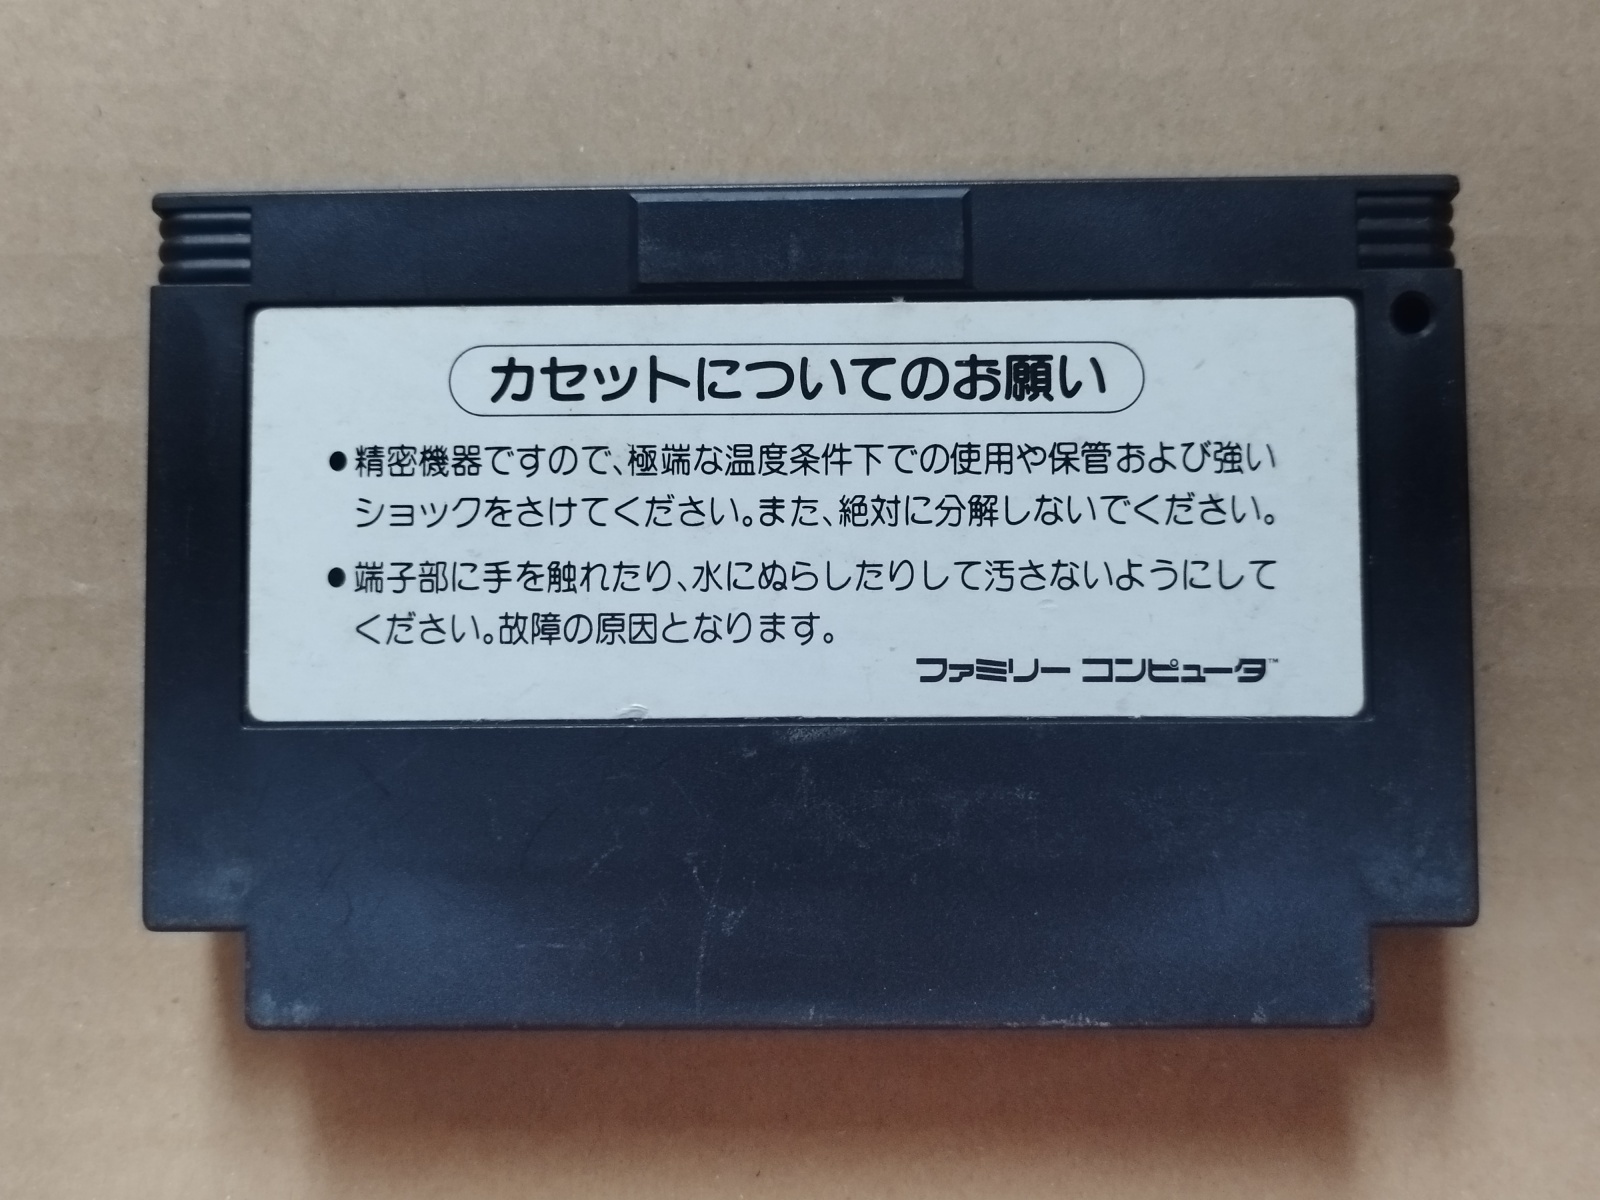 カセットについてのお願い
●精密機器ですので、極端な温度条件下での使用や保管および強い
ショックをさけてください。また、絶対に分解しないでください。
●端子部に手を触れたり、水にぬらしたりして汚さないようにして
ください。故障の原因となります。
ファミリー コンピュータ™